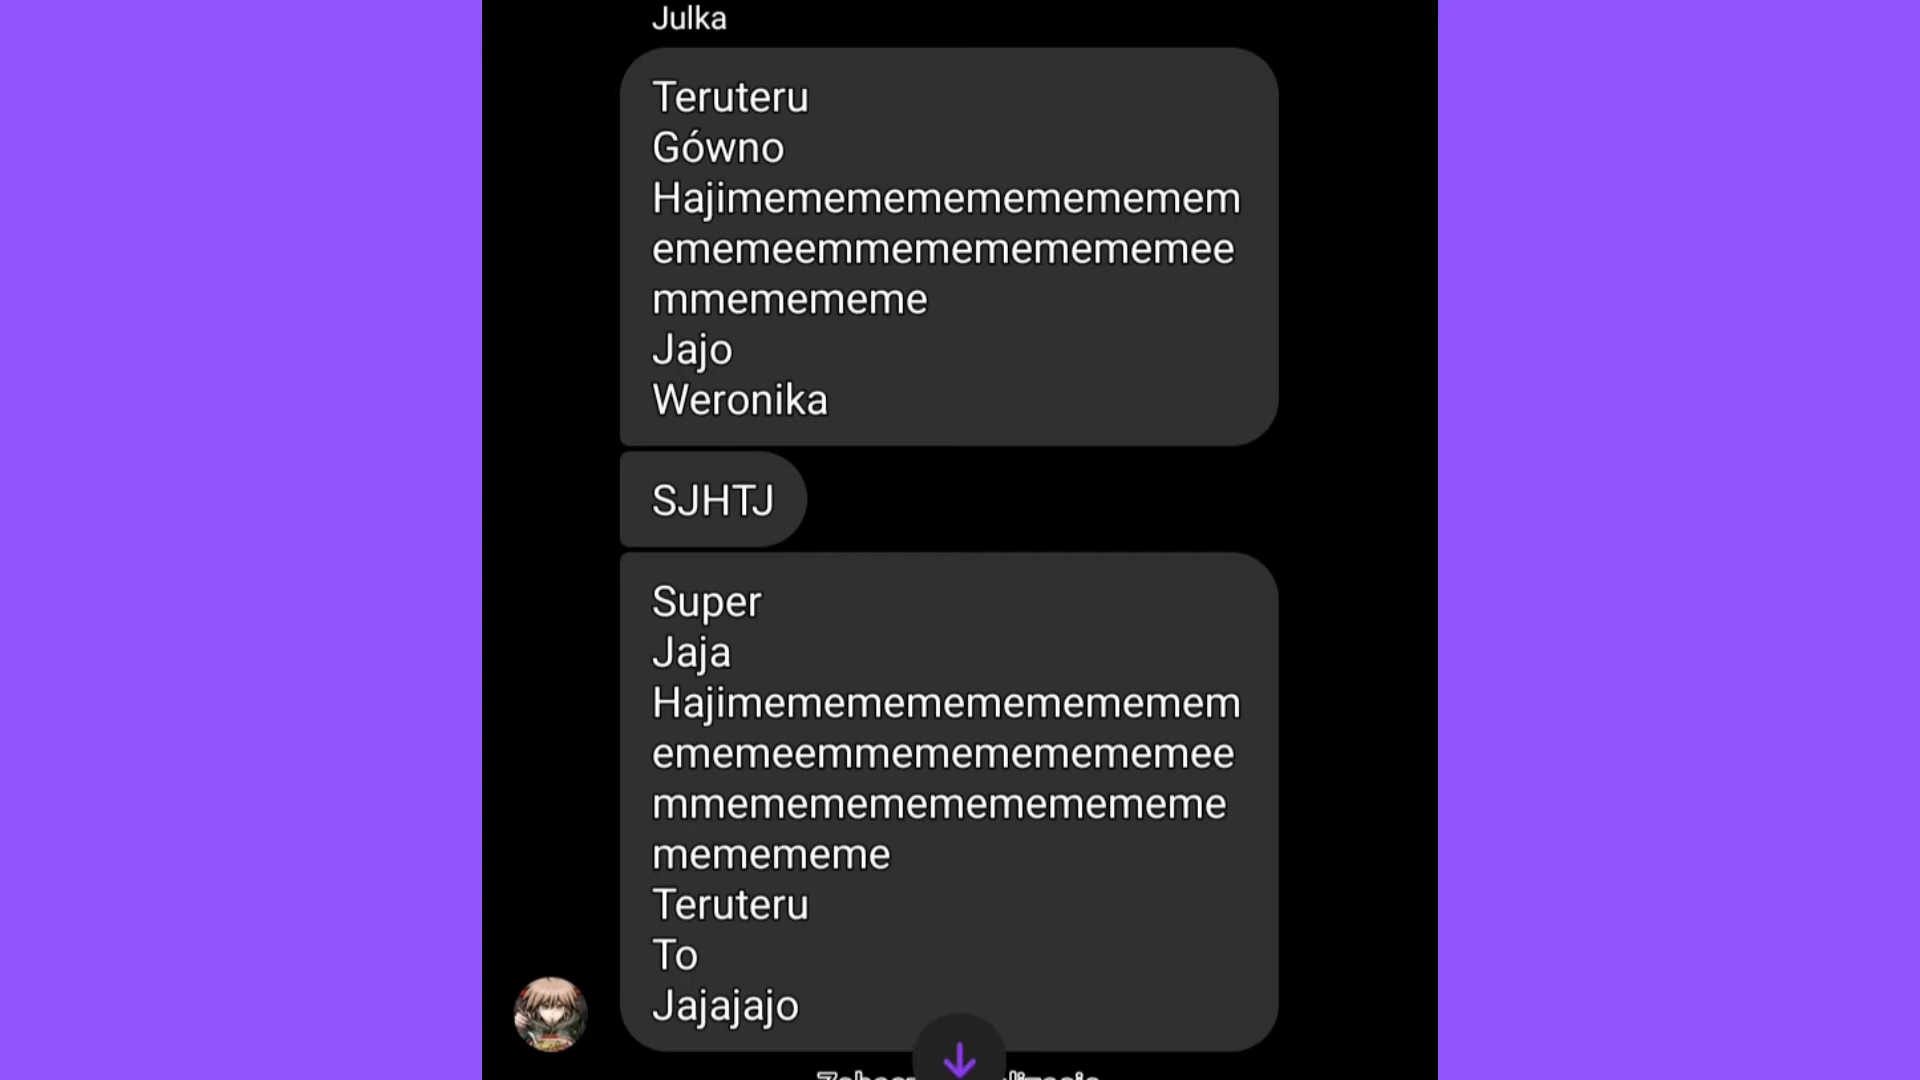 Julka
Teruteru
Gówno
Hajimemememememememem
ememeemmemememememee
mmemememe
Jajo
Weronika
SJHTJ
Super
Jaja
Hajimemememememememem
ememeemmemememememee
mmememememememememe
memememe
Teruteru
To
Jajajajo